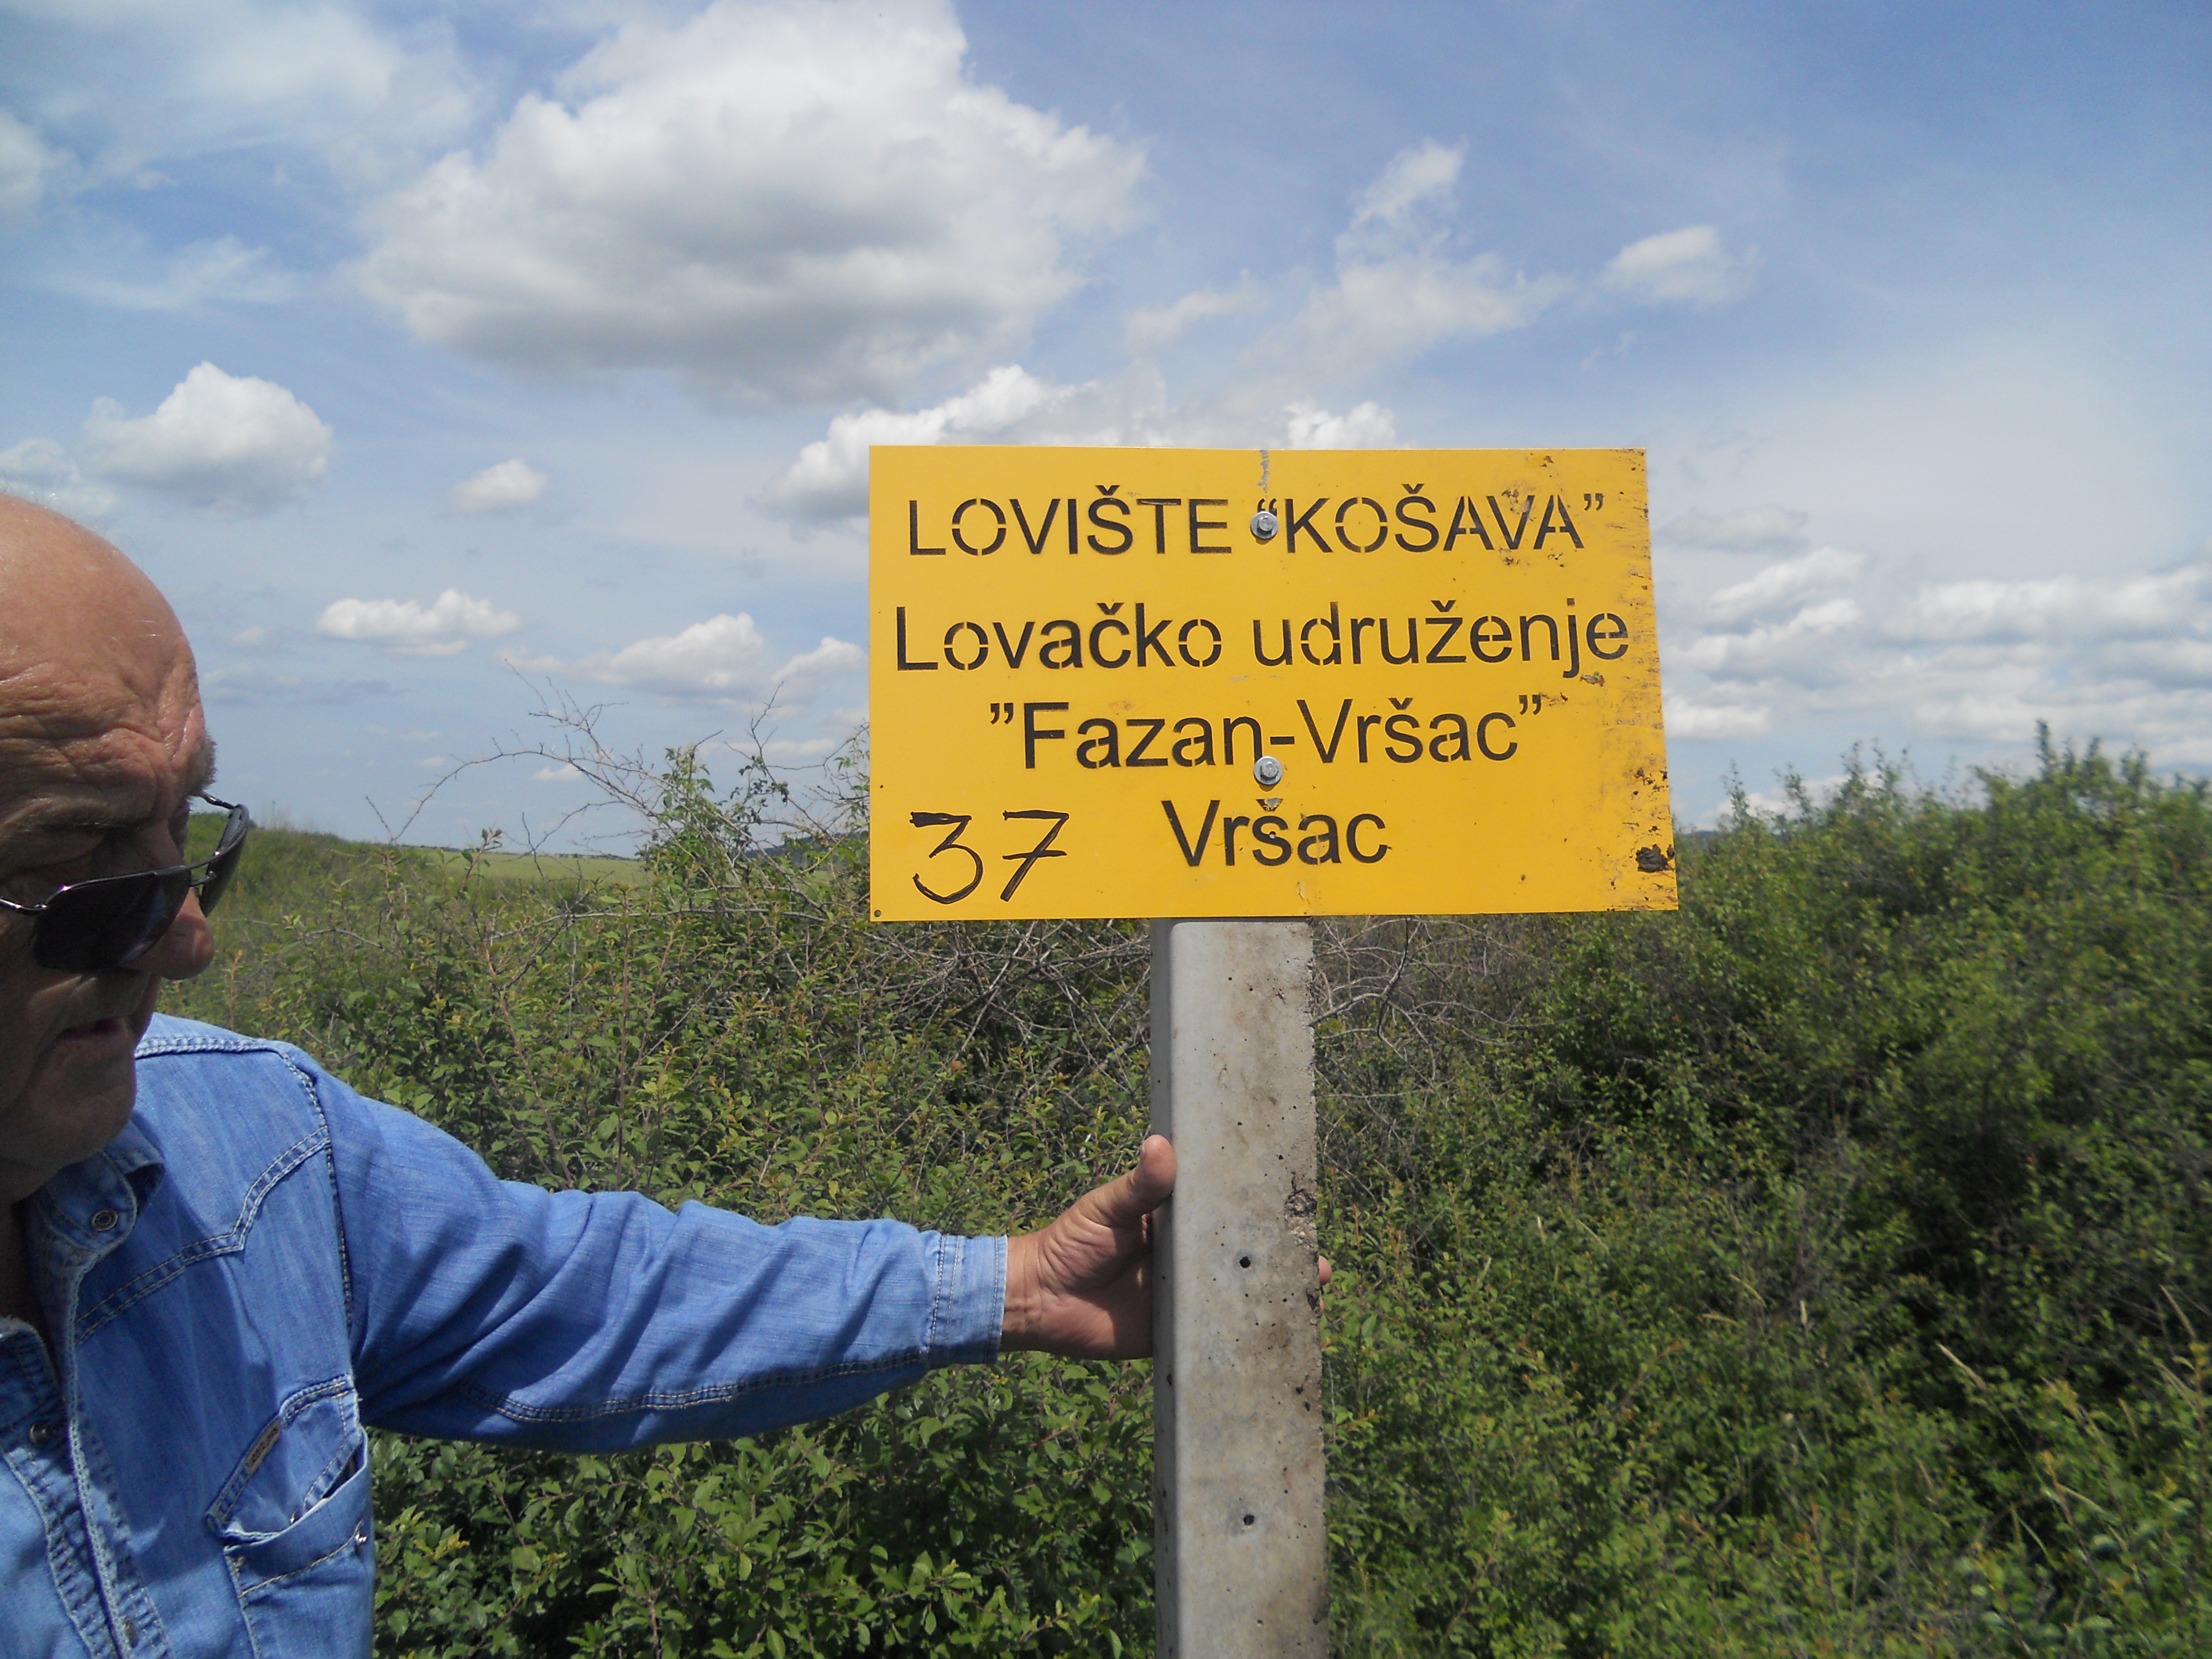 LOVIŠTE “KOŠAVA”
Lovačko udruženje
”Fazan-Vršac”
37 Vršac